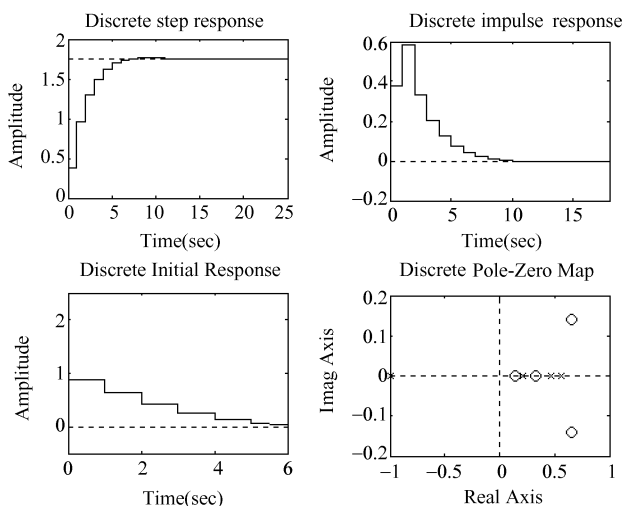 Discrete step response
2
1.5
1
0.5
0
0 5 10 15 20 25
Amplitude
Time(sec)
Discrete impulse response
0.6
0.4
0.2
0
−0.2
0 5 10 15
Amplitude
Time(sec)
Discrete Initial Response
2
1
0
0 2 4 6
Amplitude
Time(sec)
Discrete Pole-Zero Map
0.2
0.1
0
−0.1
−0.2
−1 −0.5 0 0.5 1
Imag Axis
Real Axis